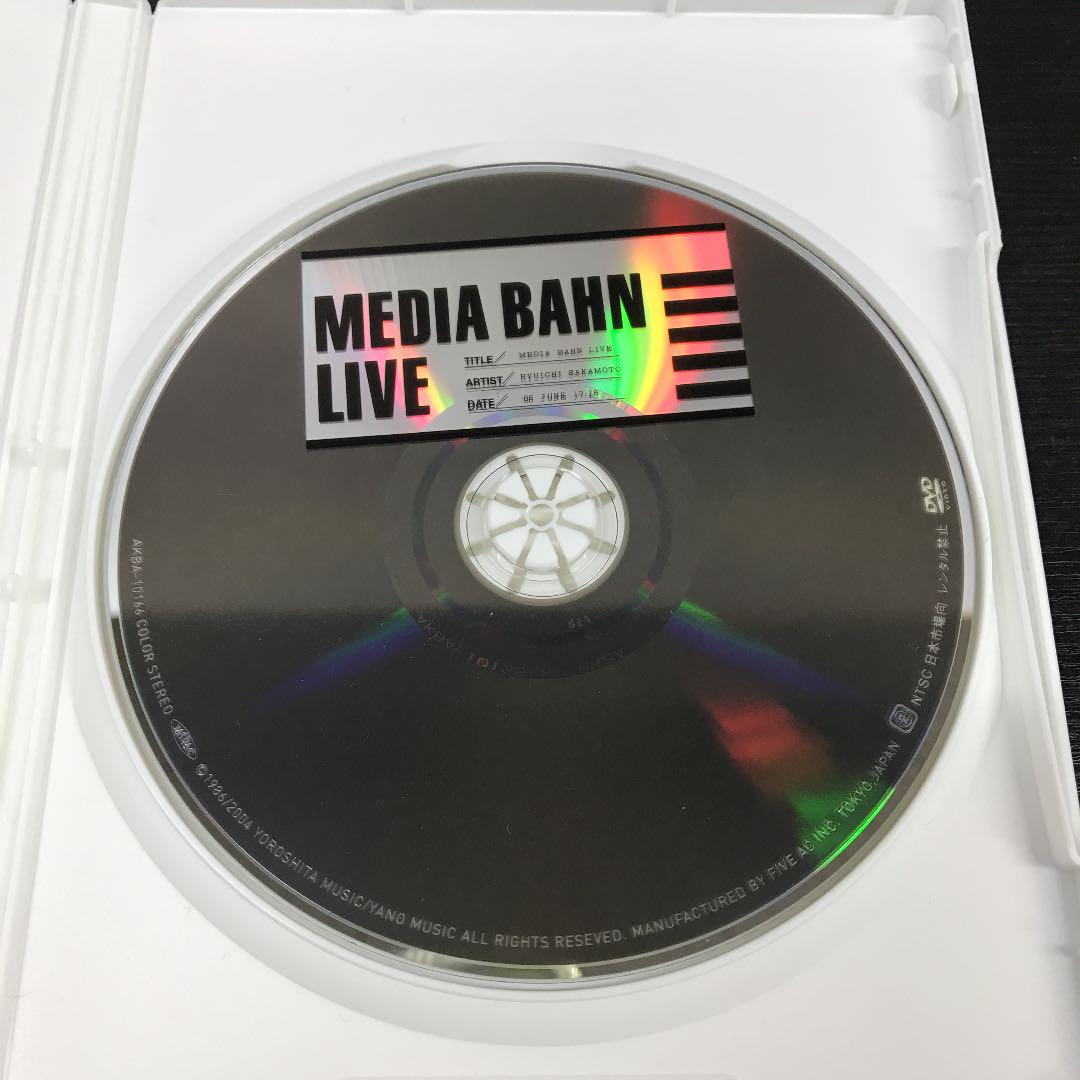 MEDIA BAHN
LIVE
TITLE/ MEDIA BAHN LIVE
ARTIST/ RYUICHI SAKAMOTO
DATE/ JUNE
DVD
VIDEO
AKBA-10166 COLOR STEREO
©1986/2004 YOROSHITA MUSIC/YANO MUSIC ALL RIGHTS RESEVED. MANUFACTURED BY FIVE AC INC. TOKYO,JAPAN
NTSC 日本市場向 レンタル禁止